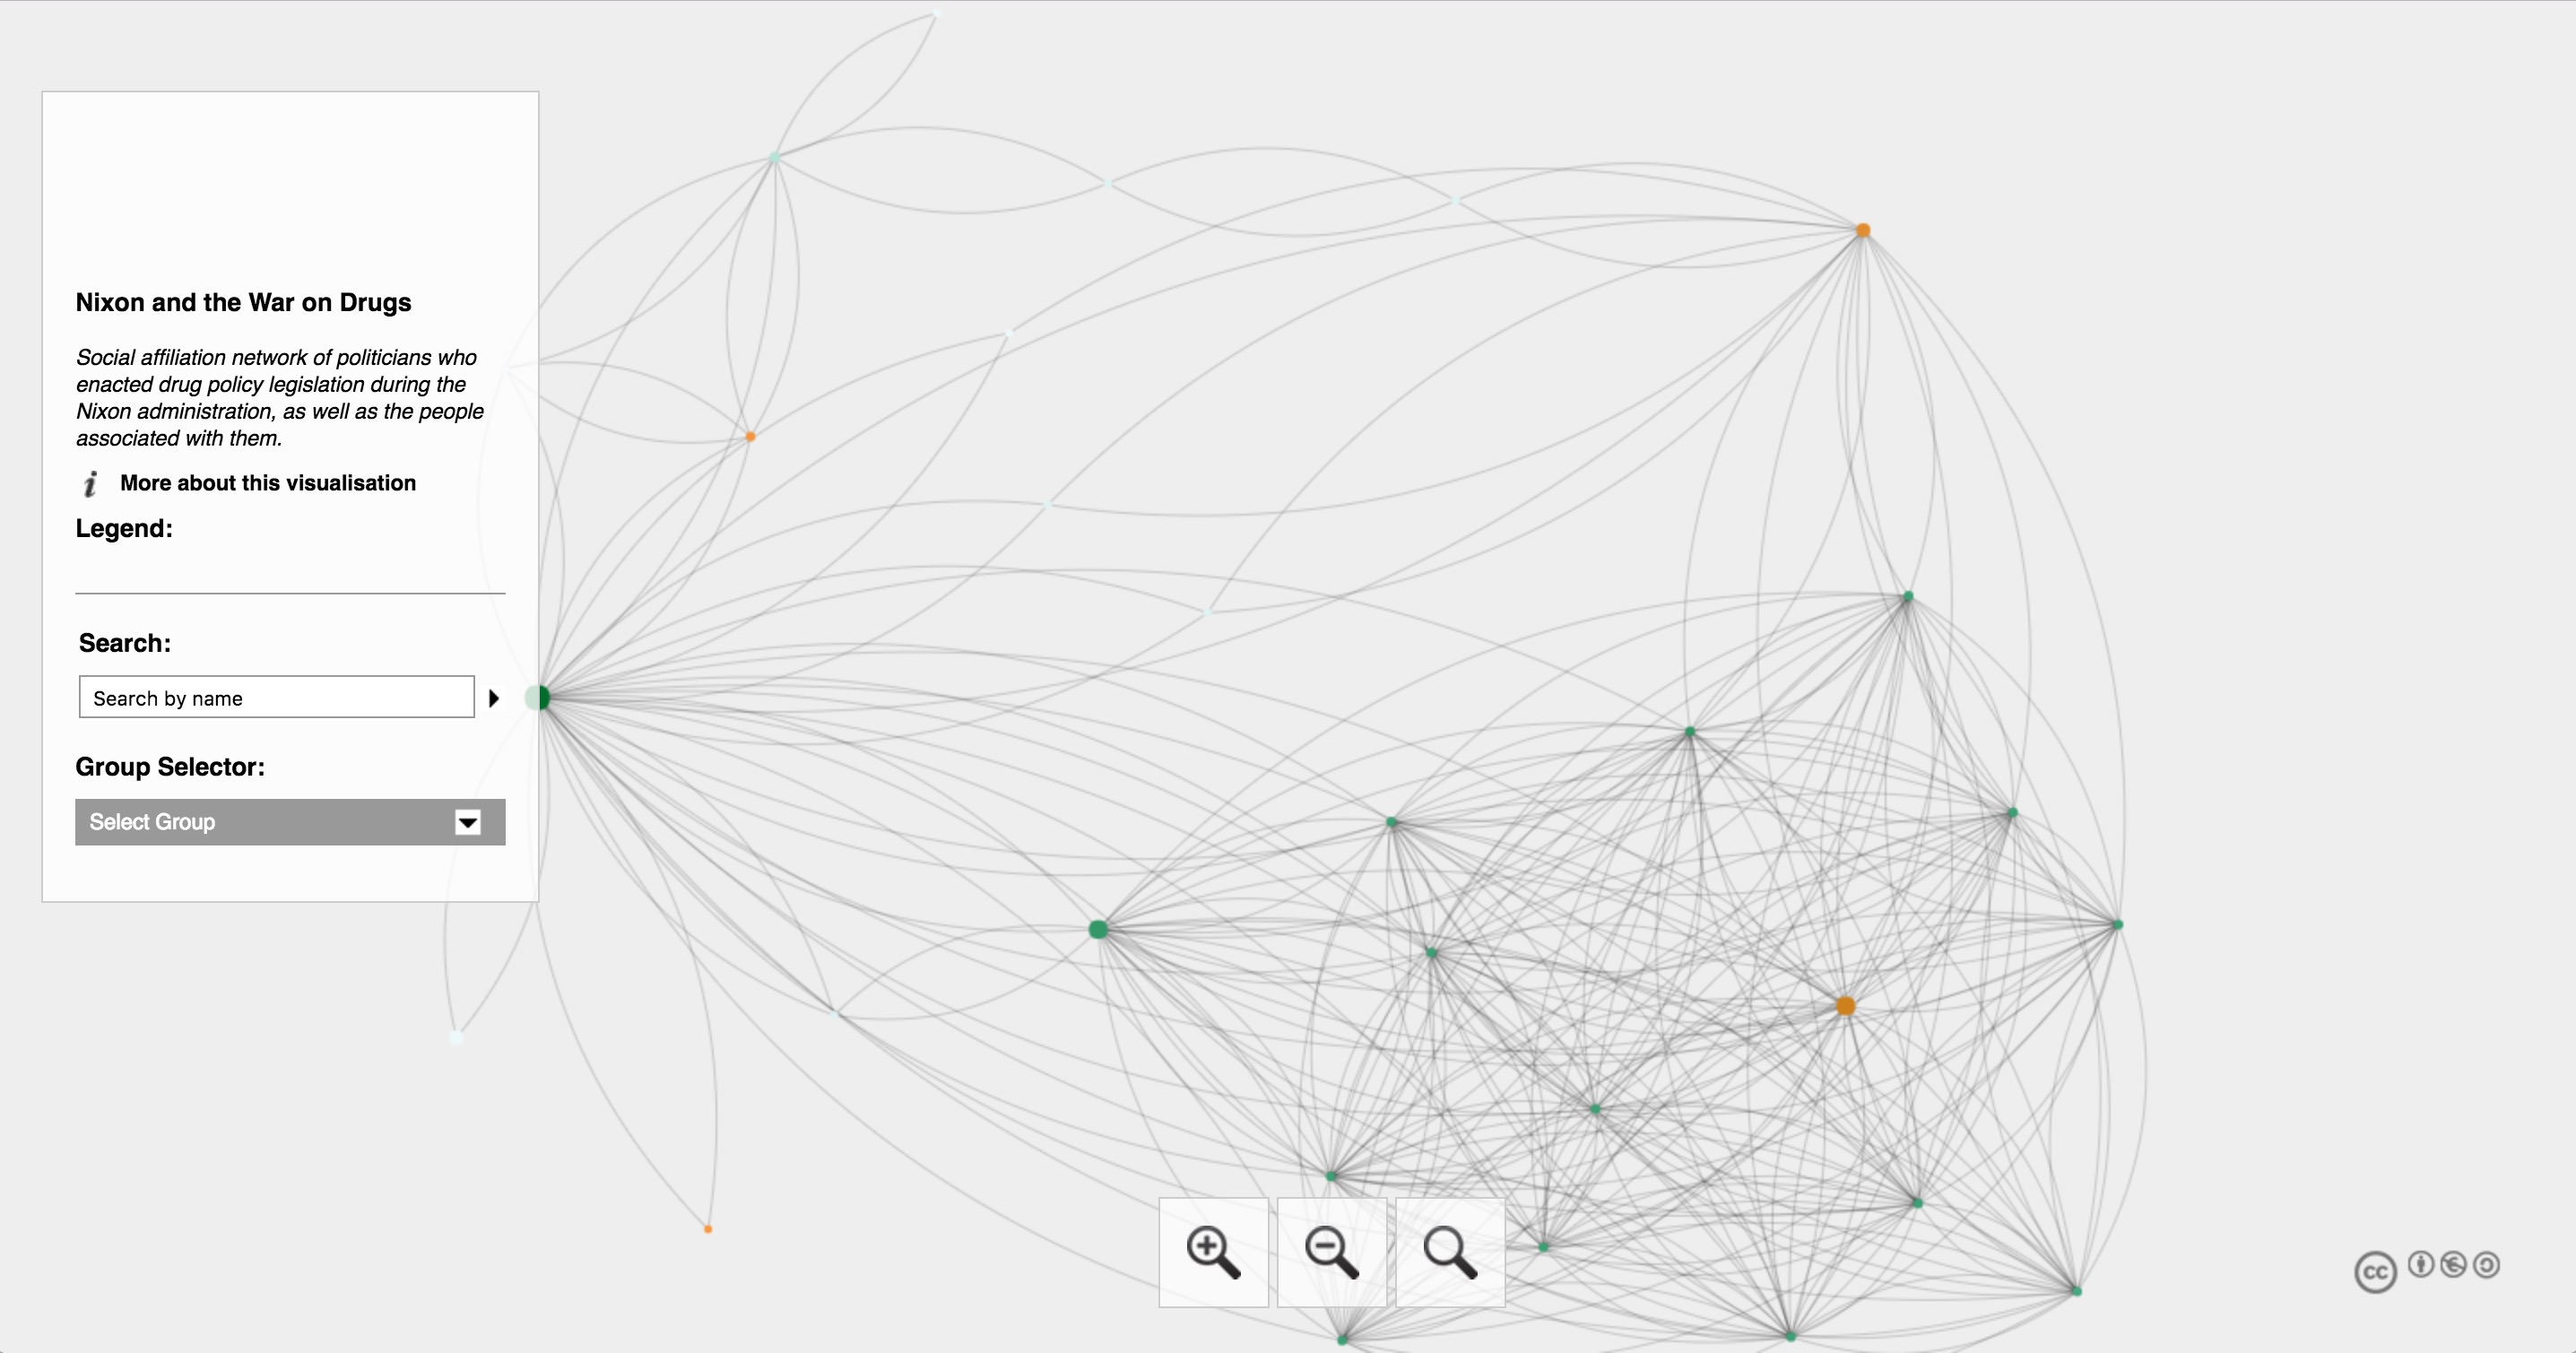 Nixon and the War on Drugs
Social affiliation network of politicians who
enacted drug policy legislation during the
Nixon administration, as well as the people
associated with them.
i More about this visualisation
Legend:
Search:
Search by name
Group Selector:
Select Group
cc